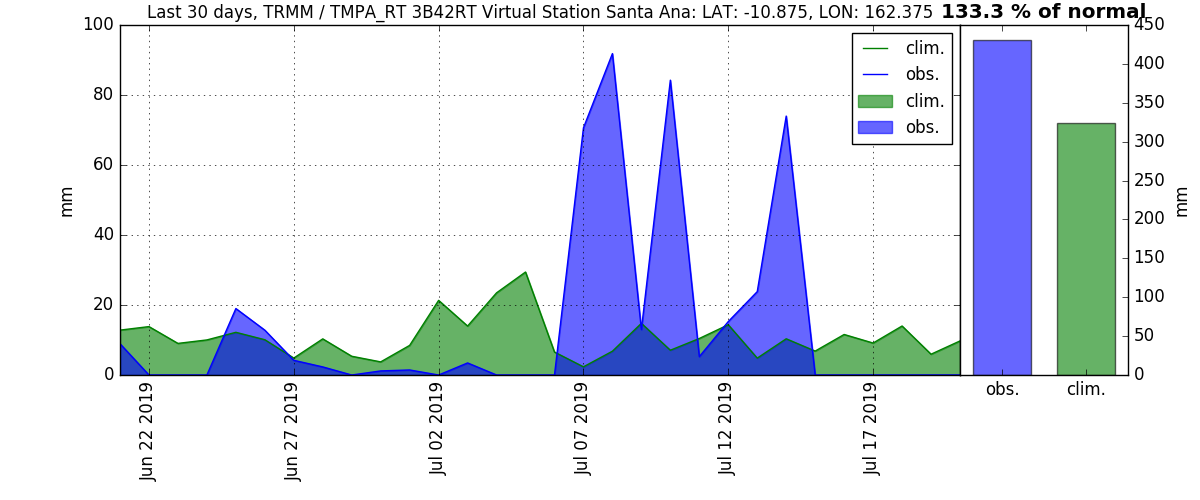 Last 30 days, TRMM / TMPA_RT 3B42RT Virtual Station Santa Ana: LAT: -10.875, LON: 162.375 133.3 % of normal
100
80
60
40
20
0
mm
clim.
obs.
clim.
obs.
Jun 22 2019
Jun 27 2019
Jul 02 2019
Jul 07 2019
Jul 12 2019
Jul 17 2019
450
400
350
300
250
200
150
100
50
0
mm
obs.
clim.